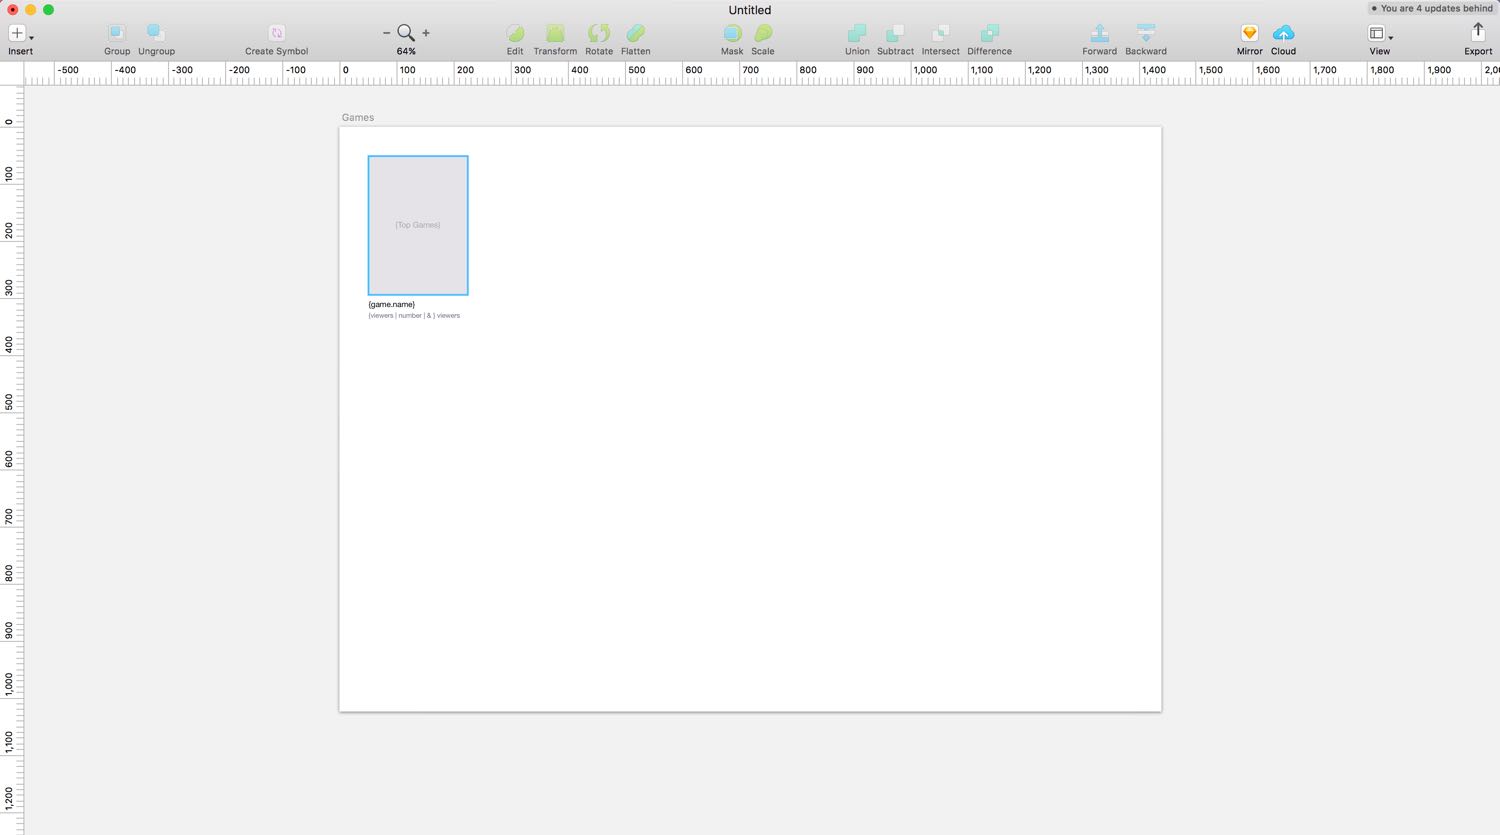 Untitled
You are 4 updates behind
Insert
Group
Ungroup
Create Symbol
64%
Edit
Transform
Rotate
Flatten
Mask
Scale
Union
Subtract
Intersect
Difference
Forward
Backward
Mirror
Cloud
View
Export
-500 -400 -300 -200 -100 0 100 200 300 400 500 600 700 800 900 1,000 1,100 1,200 1,300 1,400 1,500 1,600 1,700 1,800 1,900
0
100
200
300
400
500
600
700
800
900
1,000
1,100
1,200
Games
{Top Games}
{game.name}
{viewers | number | & } viewers